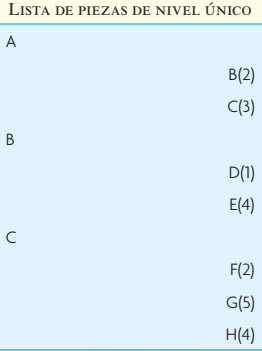 LISTA DE PIEZAS DE NIVEL ÚNICO
A
B(2)
C(3)
B
D(1)
E(4)
C
F(2)
G(5)
H(4)